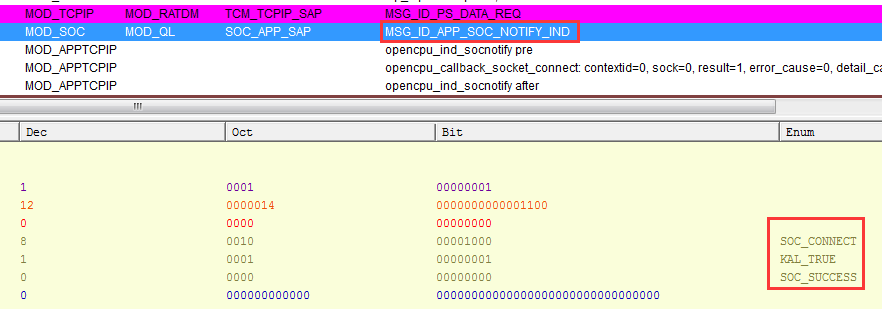 MOD_TCPIP MOD_RATDM TCM_TCPIP_SAP MSG_ID_PS_DATA_REQ
MOD_SOC MOD_QL SOC_APP_SAP MSG_ID_APP_SOC_NOTIFY_IND
MOD_APPTCPIP opencpu_ind_socnotify pre
MOD_APPTCPIP opencpu_callback_socket_connect: contextid=0, sock=0, result=1, error_cause=0, detail_ca
MOD_APPTCPIP opencpu_ind_socnotify after
Dec Oct Bit Enum
1 0001 00000001
12 0000014 0000000000001100
0 0000 00000000
8 0010 00001000 SOC_CONNECT
1 0001 00000001 KAL_TRUE
0 0000 00000000 SOC_SUCCESS
0 000000000000 00000000000000000000000000000000